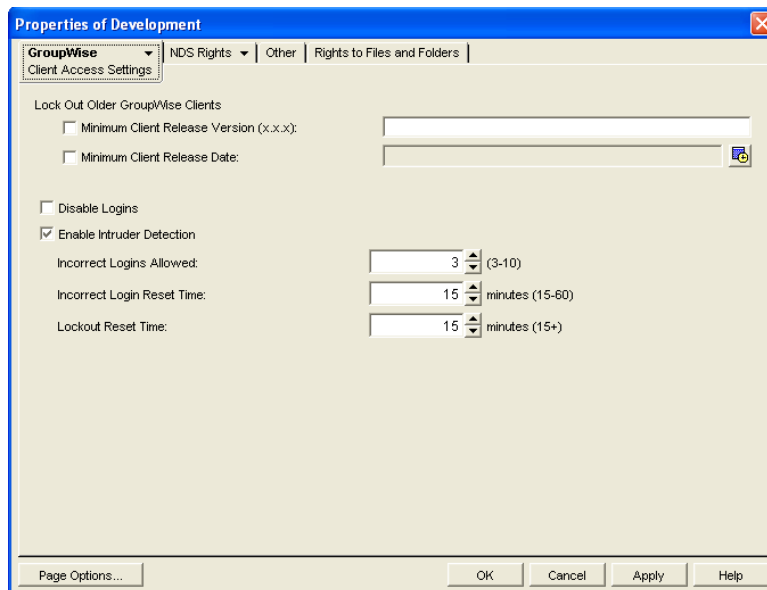 Properties of Development
GroupWise NDS Rights Other Rights to Files and Folders
Client Access Settings
Lock Out Older GroupWise Clients
Minimum Client Release Version (x.x.x):
Minimum Client Release Date:
Disable Logins
Enable Intruder Detection
Incorrect Logins Allowed: 3 (3-10)
Incorrect Login Reset Time: 15 minutes (15-60)
Lockout Reset Time: 15 minutes (15+)
Page Options... OK Cancel Apply Help